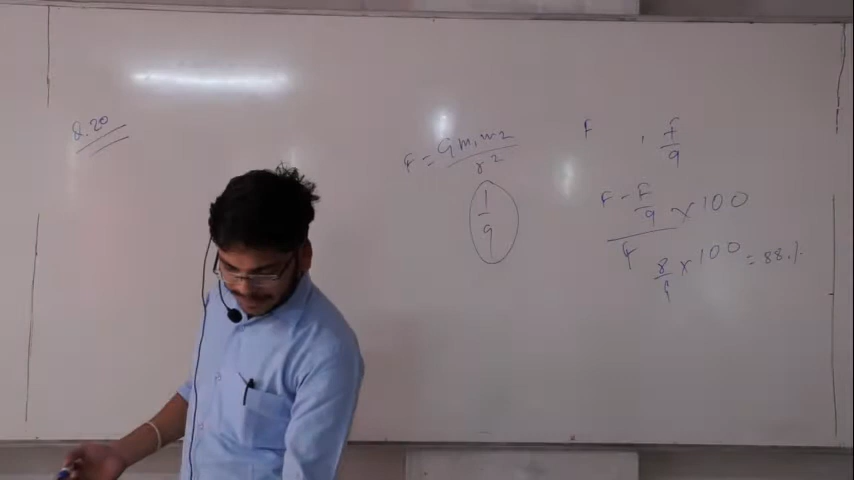 Q.20
F = Gm1m2 / r2
1/9
F , F/9
F - F/9 / F × 100
8/9 × 100 = 88.%